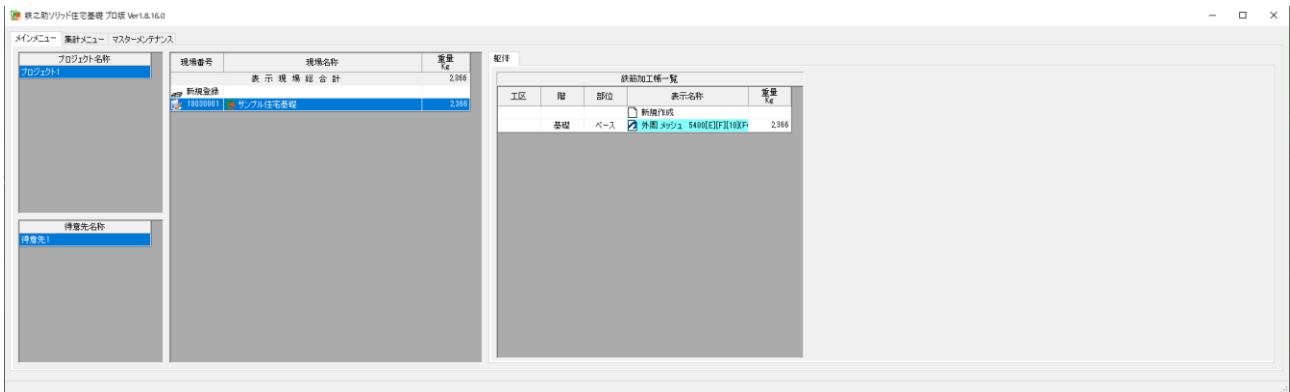 鉄之助ソリッド住宅基礎 プロ版 Ver1.8.16.0
メインメニュー 集計メニュー マスターメンテナンス
プロジェクト名称
プロジェクト1
得意先名称
得意先1
現場番号 現場名称 重量 Kg
表 示 現 場 総 合 計 2,366
新規登録
18030001 サンプル住宅基礎 2,366
躯体
鉄筋加工帳一覧
工区 階 部位 表示名称 重量 Kg
新規作成
基礎 ベース 外周 メッシュ 5400[E][F][10](F 2,366